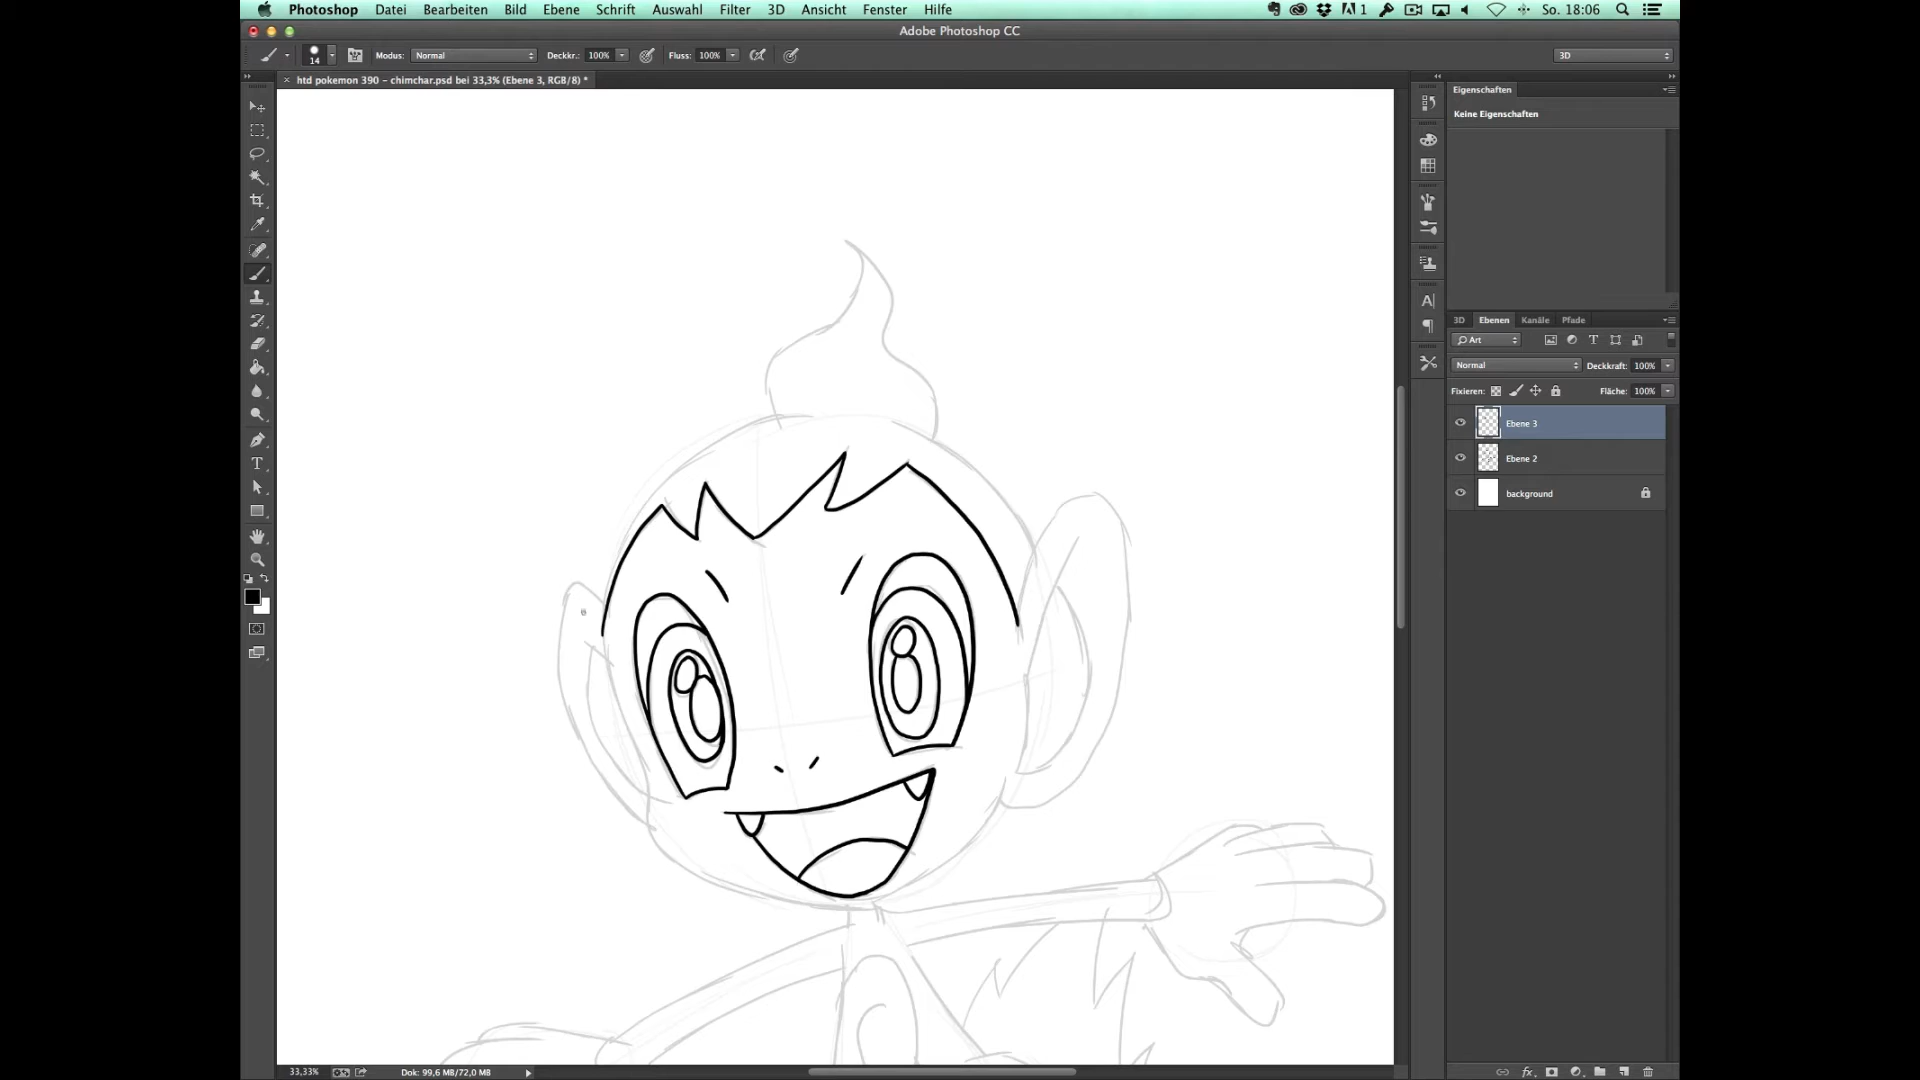 Photoshop Datei Bearbeiten Bild Ebene Schrift Auswahl Filter 3D Ansicht Fenster Hilfe 1 So. 18:06
Adobe Photoshop CC
14 Modus: Normal Deckkr.: 100% Fluss: 100% 3D
htd pokemon 390 - chimchar.psd bei 33,3% (Ebene 3, RGB/8) *
Eigenschaften
Keine Eigenschaften
3D Ebenen Kanäle Pfade
Art
Normal Deckkraft: 100%
Fixieren: Fläche: 100%
Ebene 3
Ebene 2
background
33,33% Dok: 99,6 MB/72,0 MB